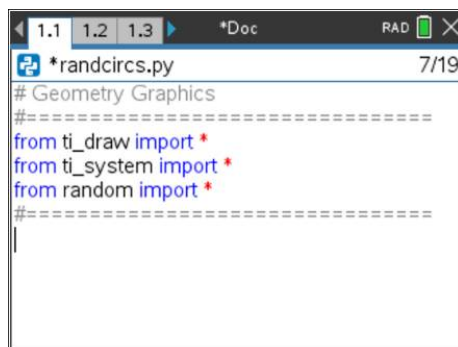 1.1 1.2 1.3 *Doc RAD
*randcircs.py 7/19
# Geometry Graphics
#================================
from ti_draw import *
from ti_system import *
from random import *
#================================